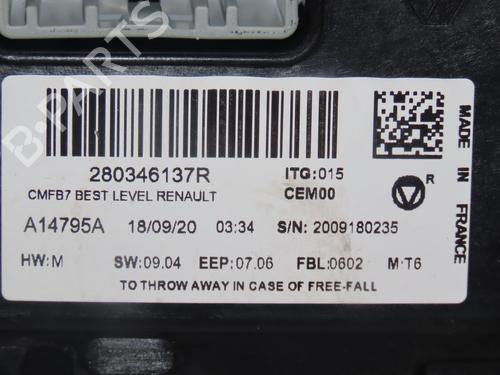 280346137R
ITG:015
CMFB7 BEST LEVEL RENAULT
CEM00
R
A14795A 18/09/20 03:34 S/N: 2009180235
HW:M SW:09.04 EEP:07.06 FBL:0602 M:T6
TO THROW AWAY IN CASE OF FREE-FALL
MADE IN FRANCE
B-PARTS